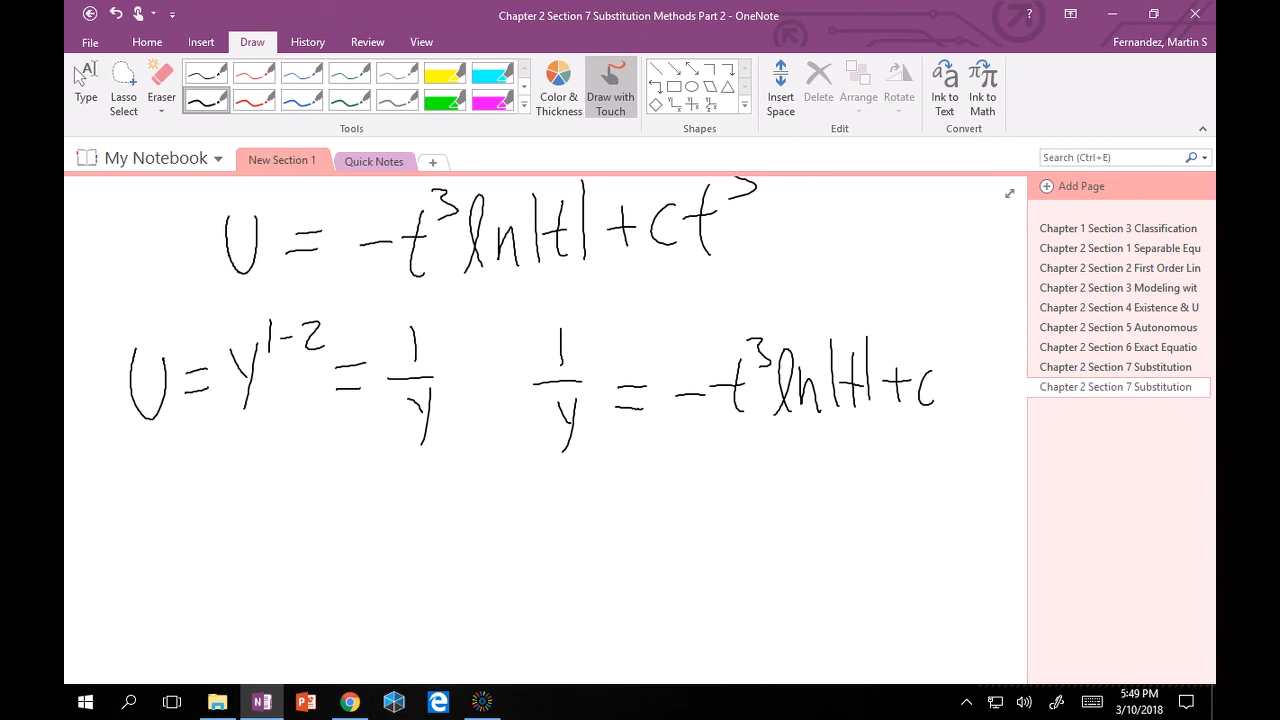 Chapter 2 Section 7 Substitution Methods Part 2 - OneNote
?
File Home Insert Draw History Review View
Fernandez, Martin S
Type
Lasso Select
Eraser
Color & Thickness
Draw with Touch
Insert Space
Delete
Arrange
Rotate
Ink to Text
Ink to Math
Tools
Shapes
Edit
Convert
My Notebook
New Section 1
Quick Notes
+
Search (Ctrl+E)
Add Page
Chapter 1 Section 3 Classification
Chapter 2 Section 1 Separable Equ
Chapter 2 Section 2 First Order Lin
Chapter 2 Section 3 Modeling wit
Chapter 2 Section 4 Existence & U
Chapter 2 Section 5 Autonomous
Chapter 2 Section 6 Exact Equatio
Chapter 2 Section 7 Substitution
Chapter 2 Section 7 Substitution
U = -t³ ln|t| + ct³
U = y^{1-2} = 1/y    1/y = -t³ ln|t| + c
5:49 PM
3/10/2018